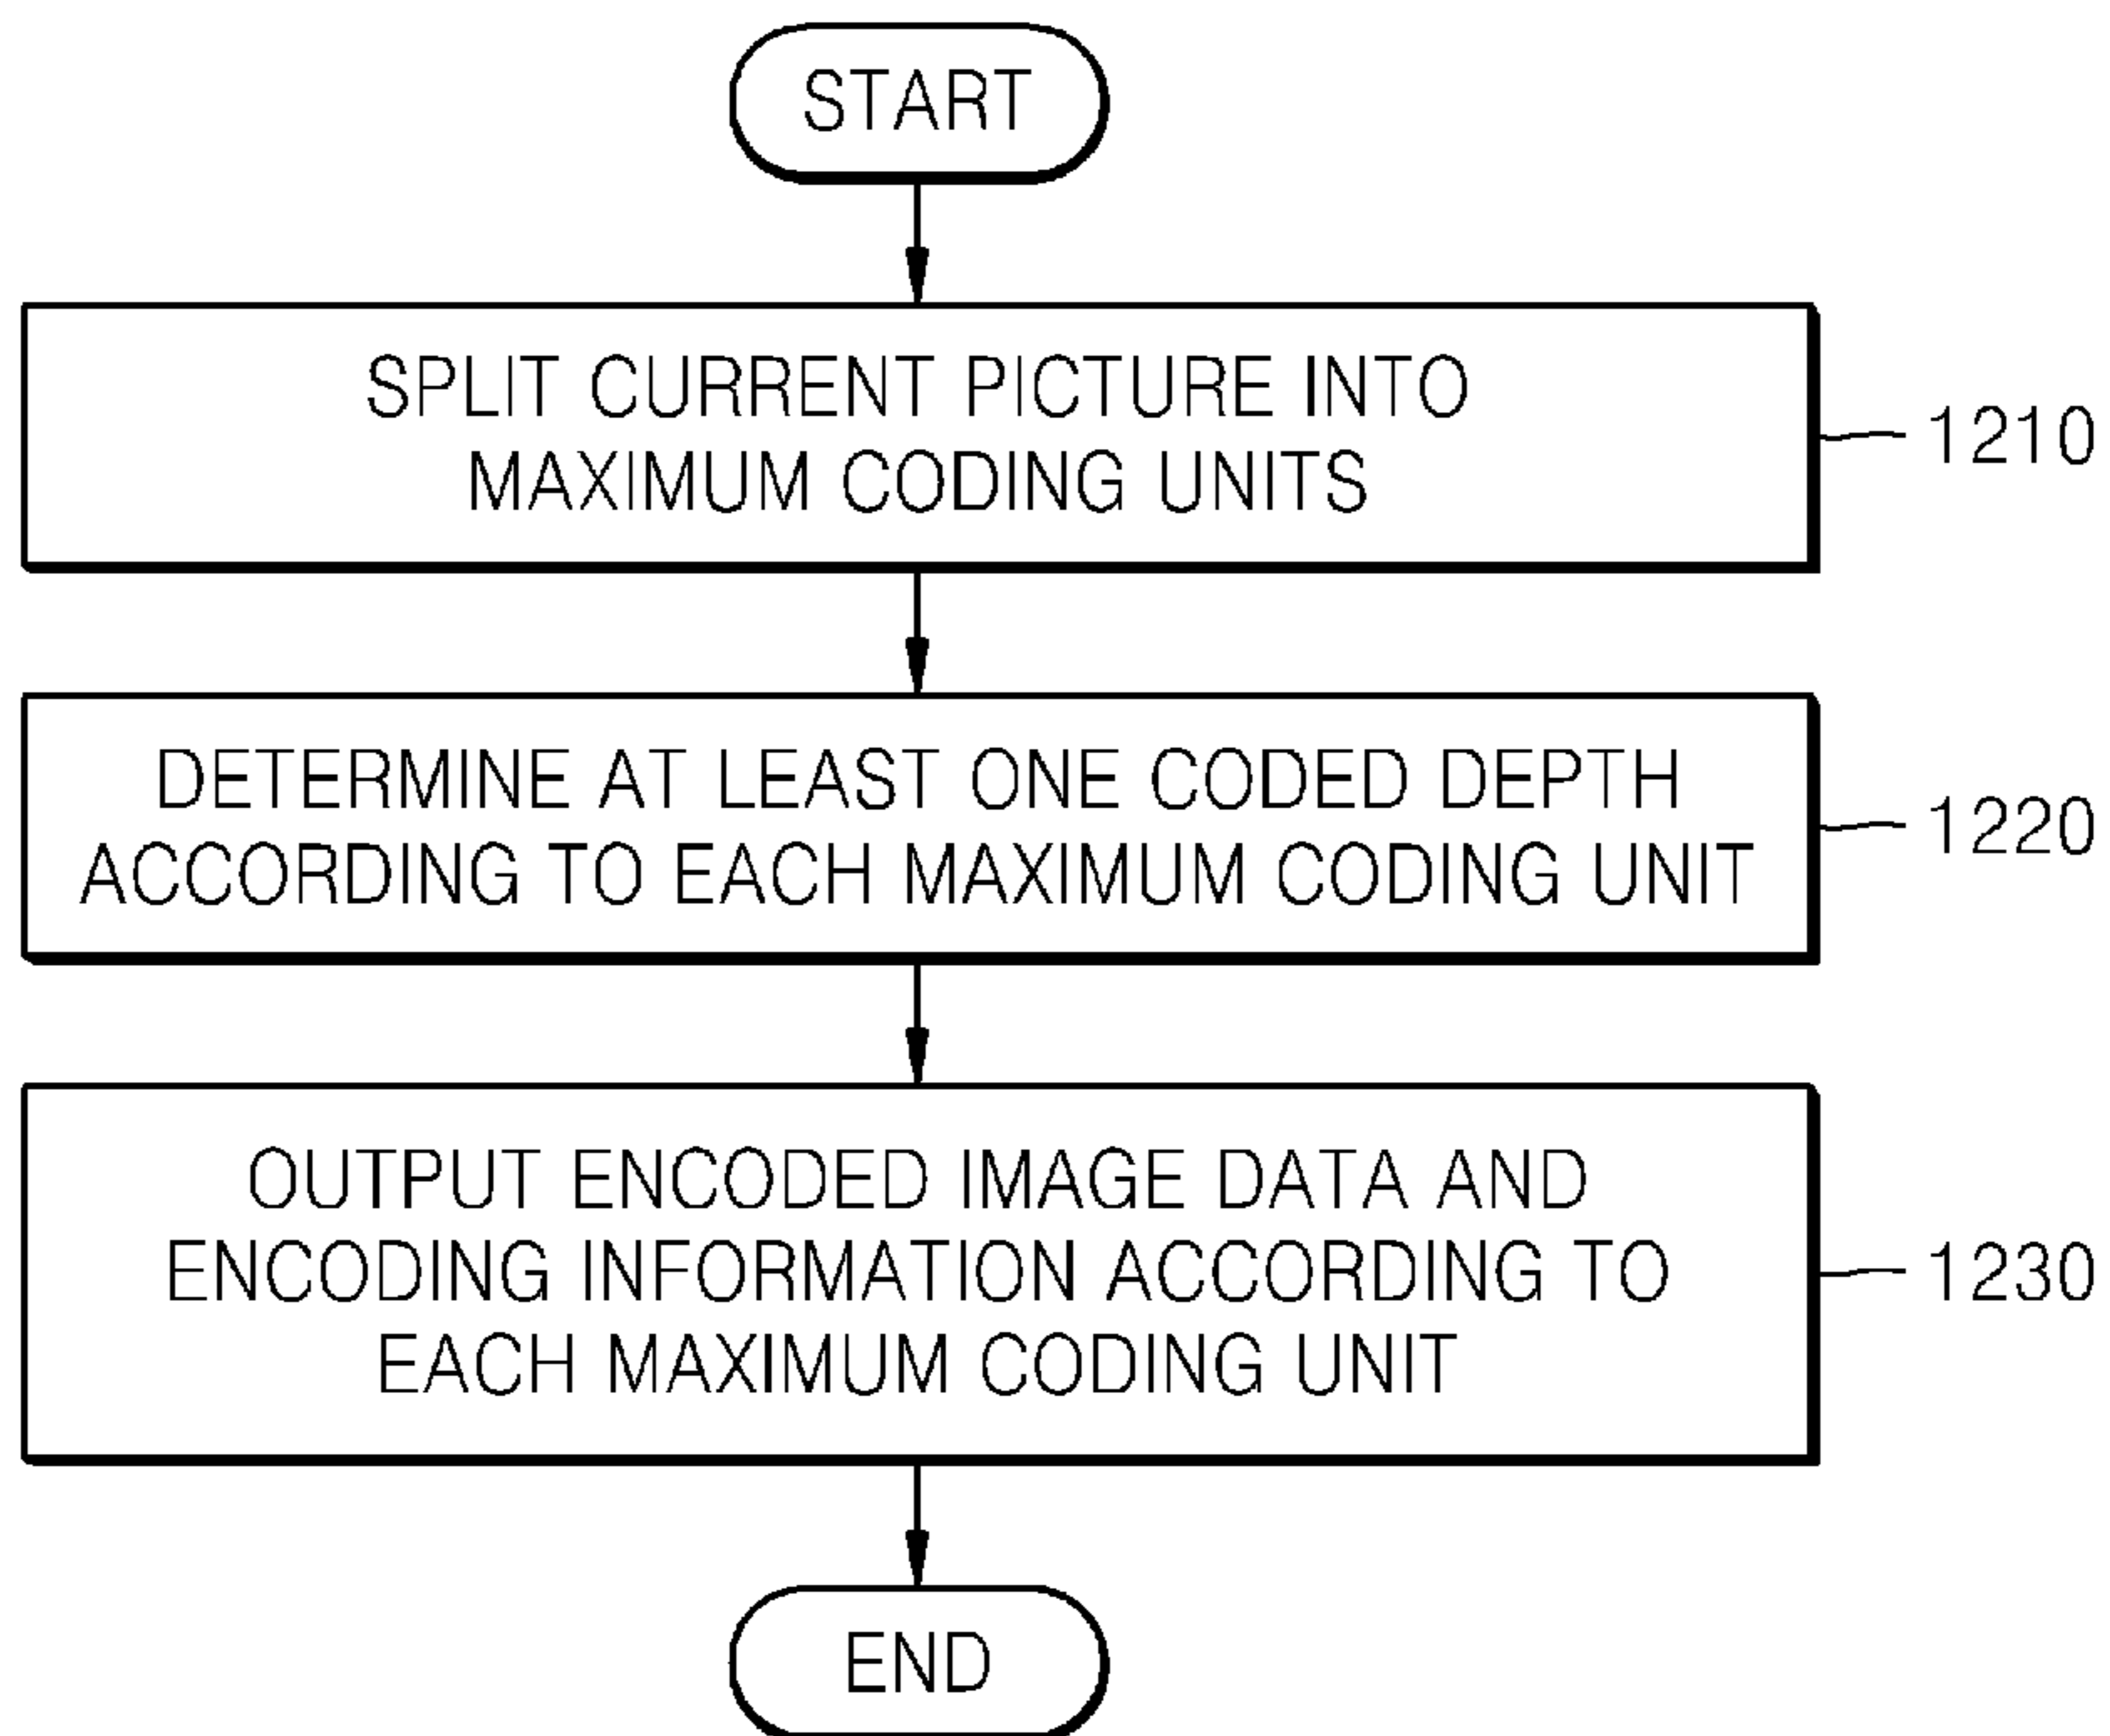 START
SPLIT CURRENT PICTURE INTO
MAXIMUM CODING UNITS
1210
DETERMINE AT LEAST ONE CODED DEPTH
ACCORDING TO EACH MAXIMUM CODING UNIT
1220
OUTPUT ENCODED IMAGE DATA AND
ENCODING INFORMATION ACCORDING TO
EACH MAXIMUM CODING UNIT
1230
END